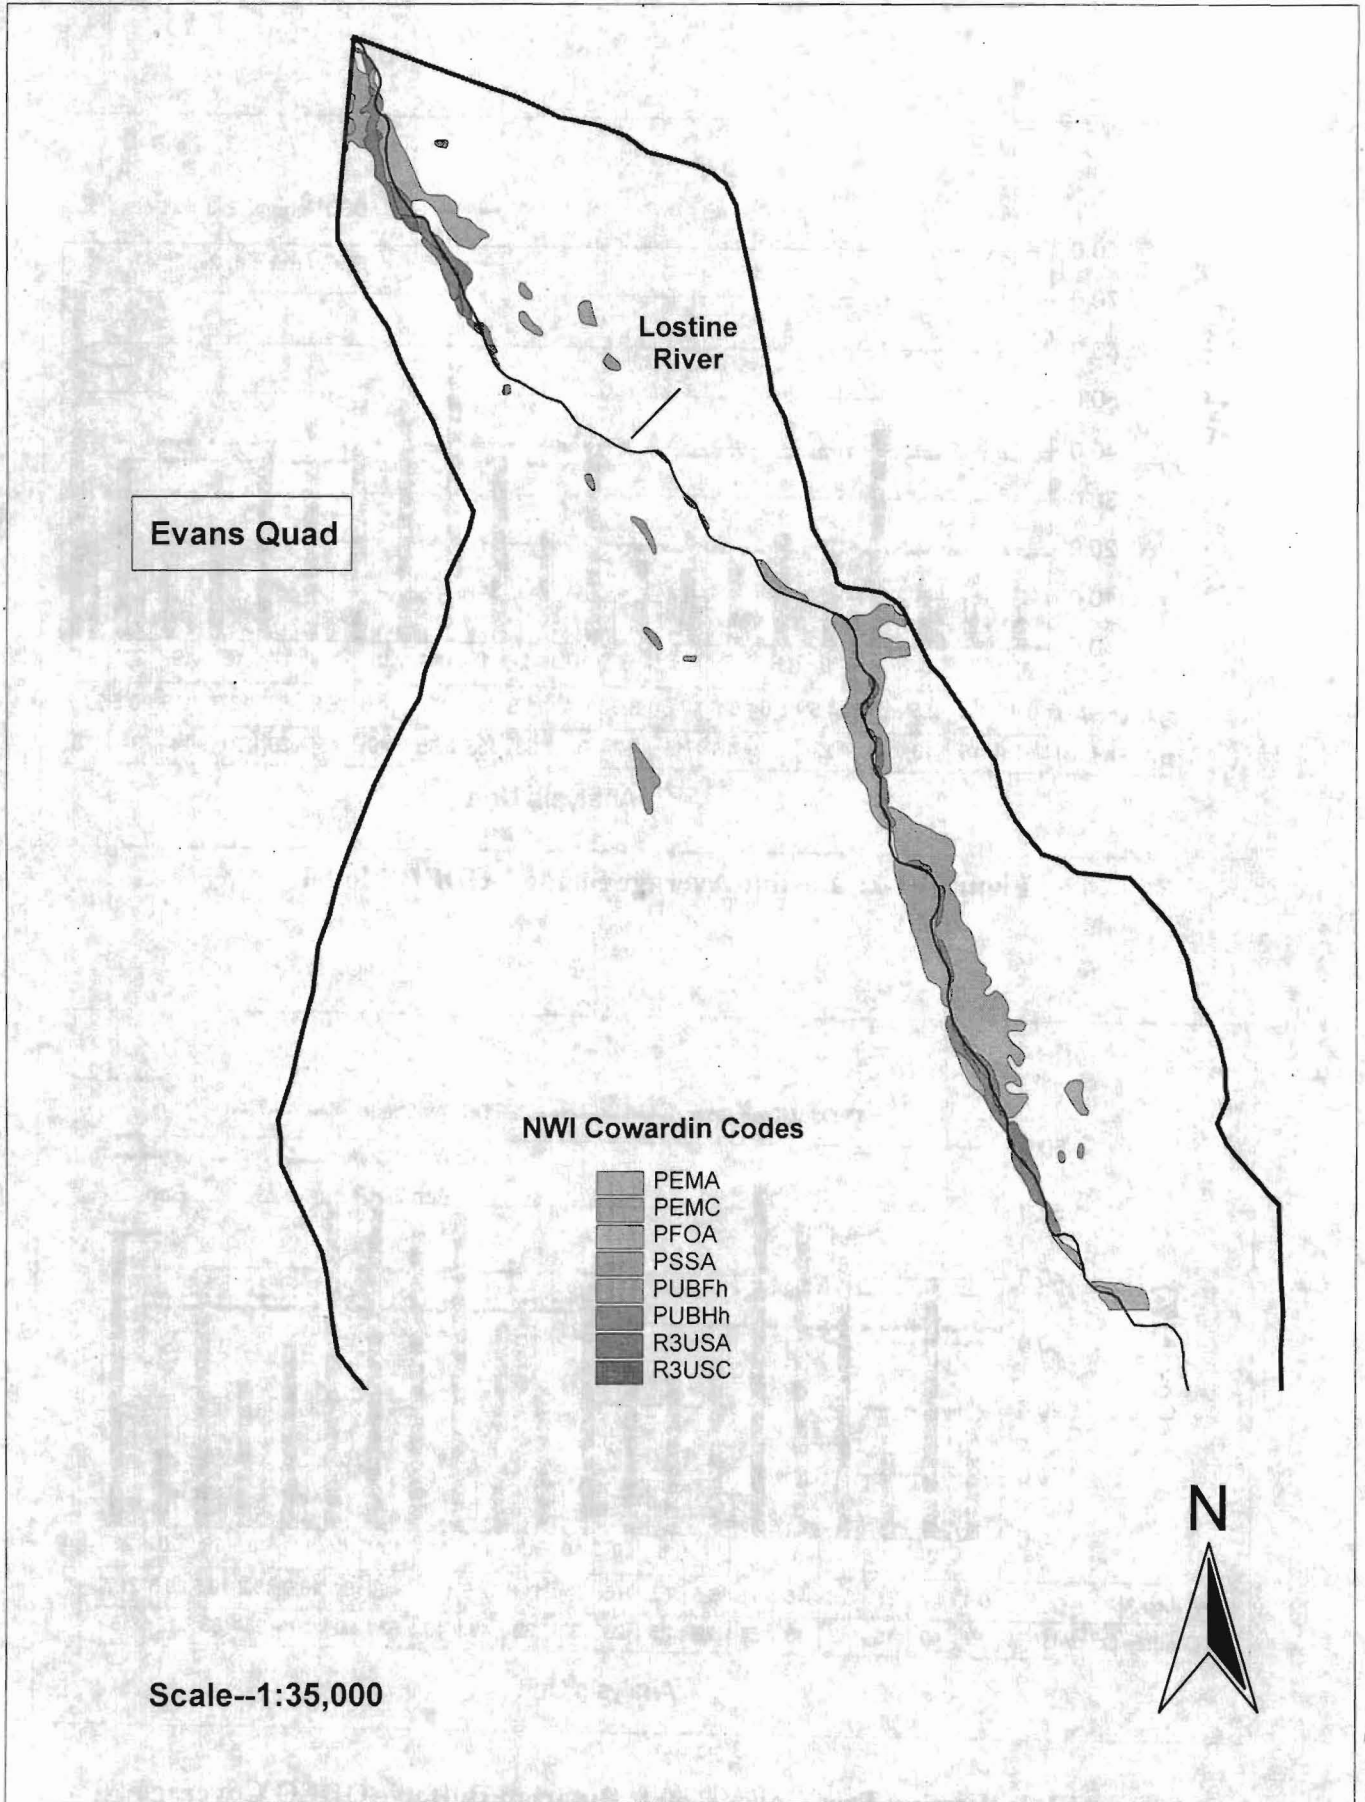 Lostine
River
Evans Quad
NWI Cowardin Codes
PEMA
PEMC
PFOA
PSSA
PUBFh
PUBHh
R3USA
R3USC
N
Scale--1:35,000